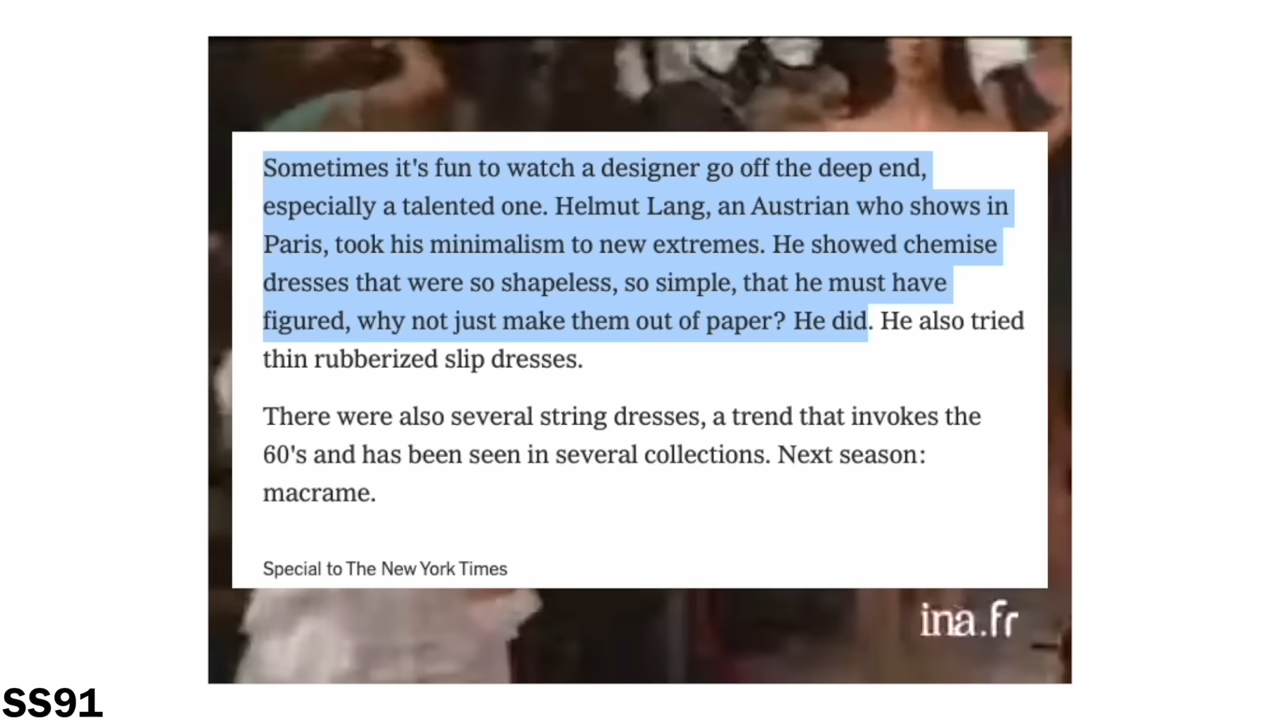 Sometimes it's fun to watch a designer go off the deep end,
especially a talented one. Helmut Lang, an Austrian who shows in
Paris, took his minimalism to new extremes. He showed chemise
dresses that were so shapeless, so simple, that he must have
figured, why not just make them out of paper? He did. He also tried
thin rubberized slip dresses.
There were also several string dresses, a trend that invokes the
60's and has been seen in several collections. Next season:
macrame.
Special to The New York Times
ina.fr
SS91